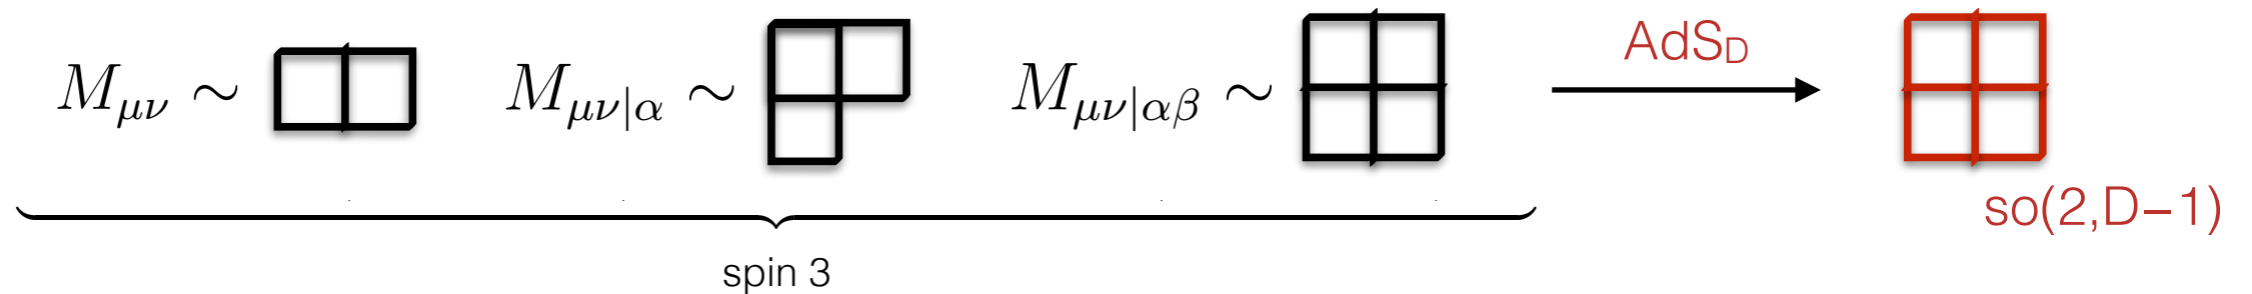 M_{μν} ∼ M_{μν|α} ∼ M_{μν|αβ} ∼ AdS_D
so(2,D−1)
spin 3